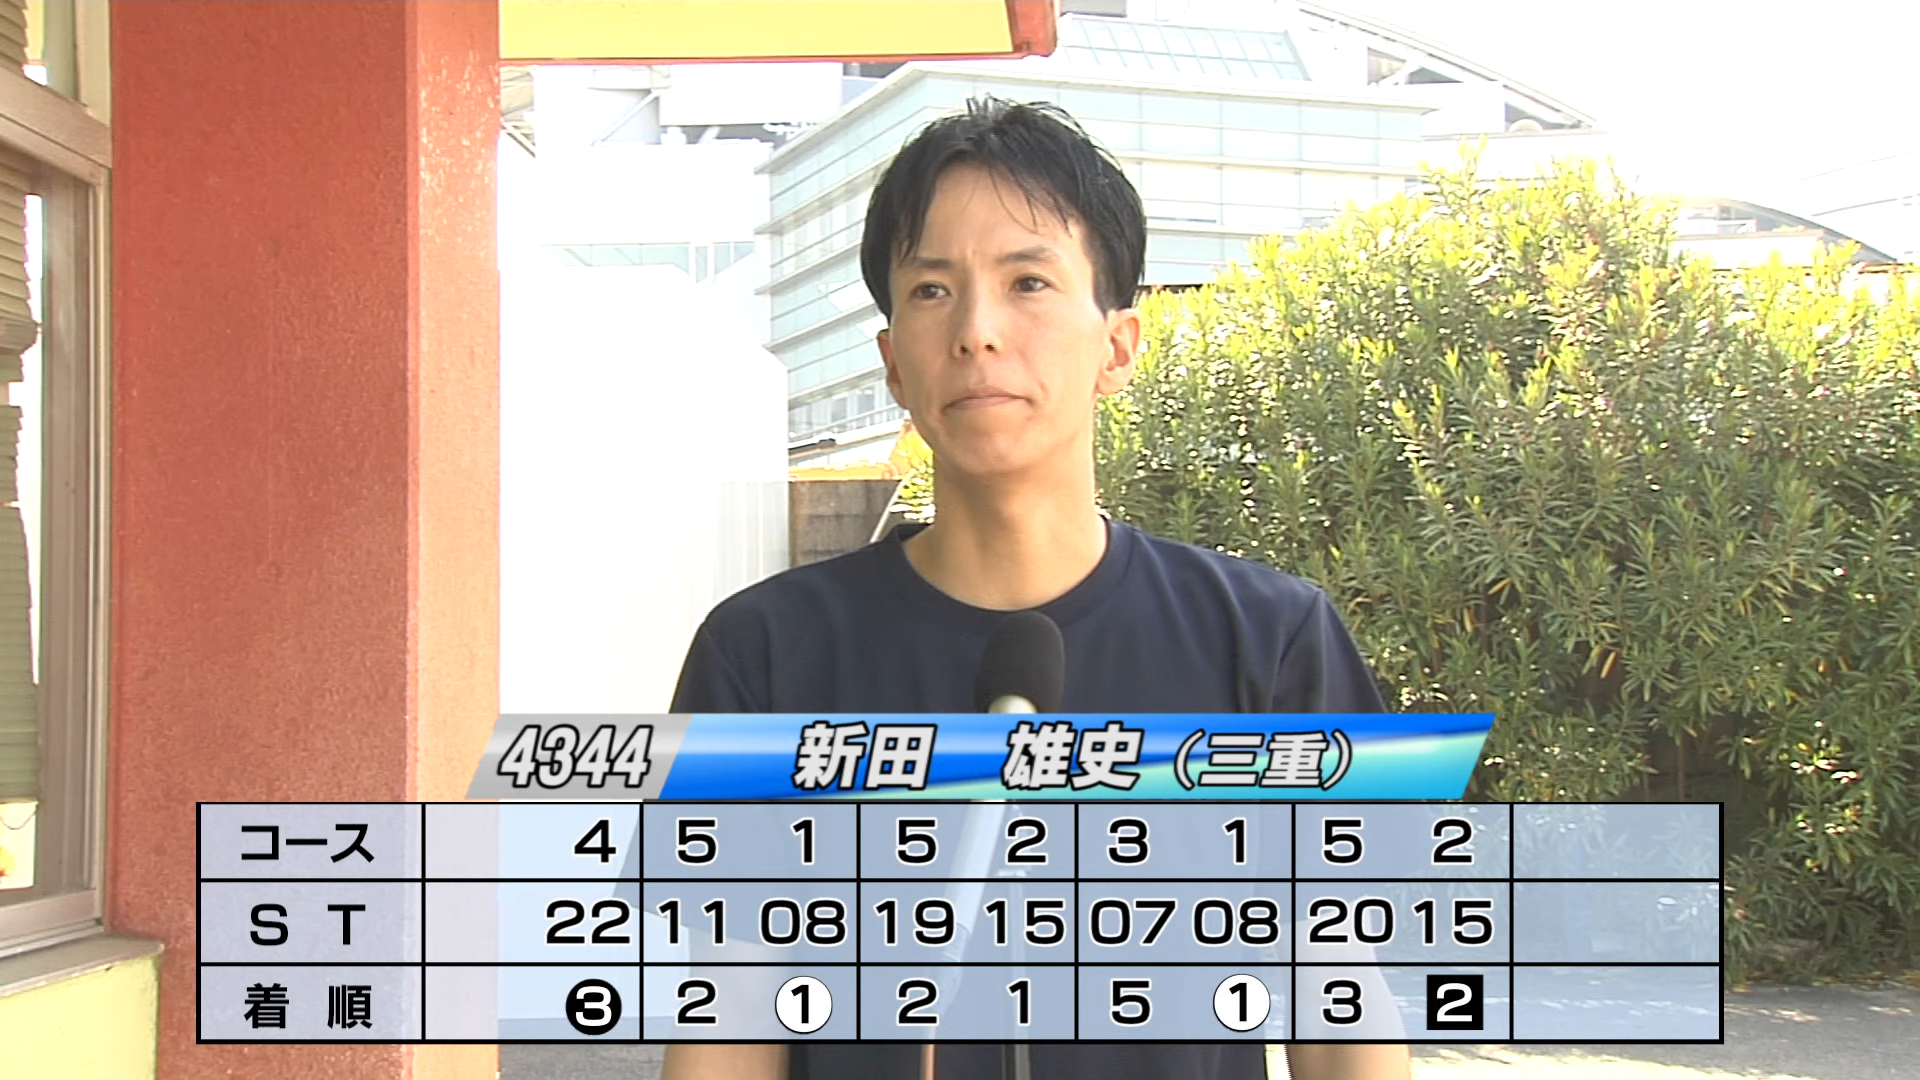 4344 新田 雄史（三重）
コース 4 5 1 5 2 3 1 5 2
ＳＴ 22 11 08 19 15 07 08 20 15
着順 3 2 1 2 1 5 1 3 2